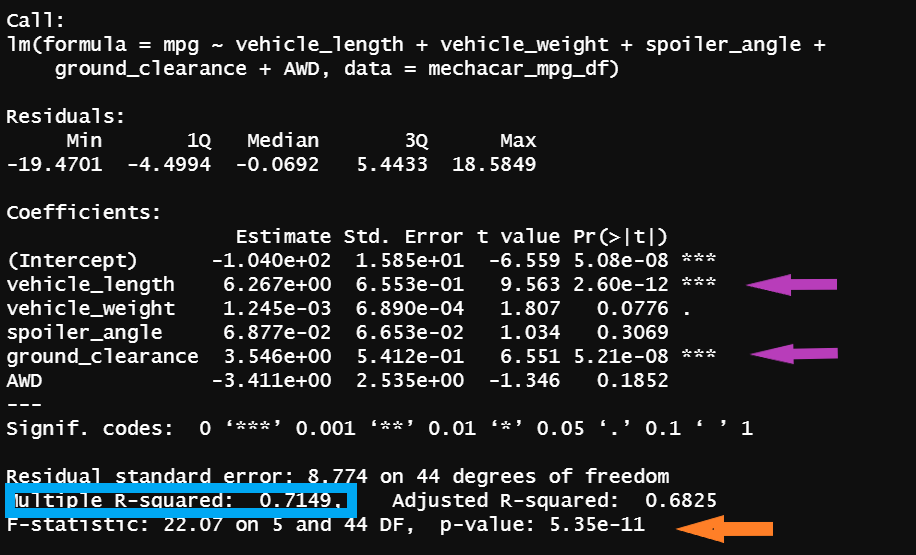 Call:
lm(formula = mpg ~ vehicle_length + vehicle_weight + spoiler_angle +
    ground_clearance + AWD, data = mechacar_mpg_df)
Residuals:
     Min       1Q   Median       3Q      Max
-19.4701  -4.4994  -0.0692   5.4433  18.5849
Coefficients:
                   Estimate Std. Error t value Pr(>|t|)
(Intercept)      -1.040e+02  1.585e+01  -6.559 5.08e-08 ***
vehicle_length    6.267e+00  6.553e-01   9.563 2.60e-12 ***
vehicle_weight    1.245e-03  6.890e-04   1.807   0.0776 .
spoiler_angle     6.877e-02  6.653e-02   1.034   0.3069
ground_clearance  3.546e+00  5.412e-01   6.551 5.21e-08 ***
AWD              -3.411e+00  2.535e+00  -1.346   0.1852
---
Signif. codes:  0 ‘***’ 0.001 ‘**’ 0.01 ‘*’ 0.05 ‘.’ 0.1 ‘ ’ 1
Residual standard error: 8.774 on 44 degrees of freedom
Multiple R-squared:  0.7149,    Adjusted R-squared:  0.6825
F-statistic: 22.07 on 5 and 44 DF,  p-value: 5.35e-11